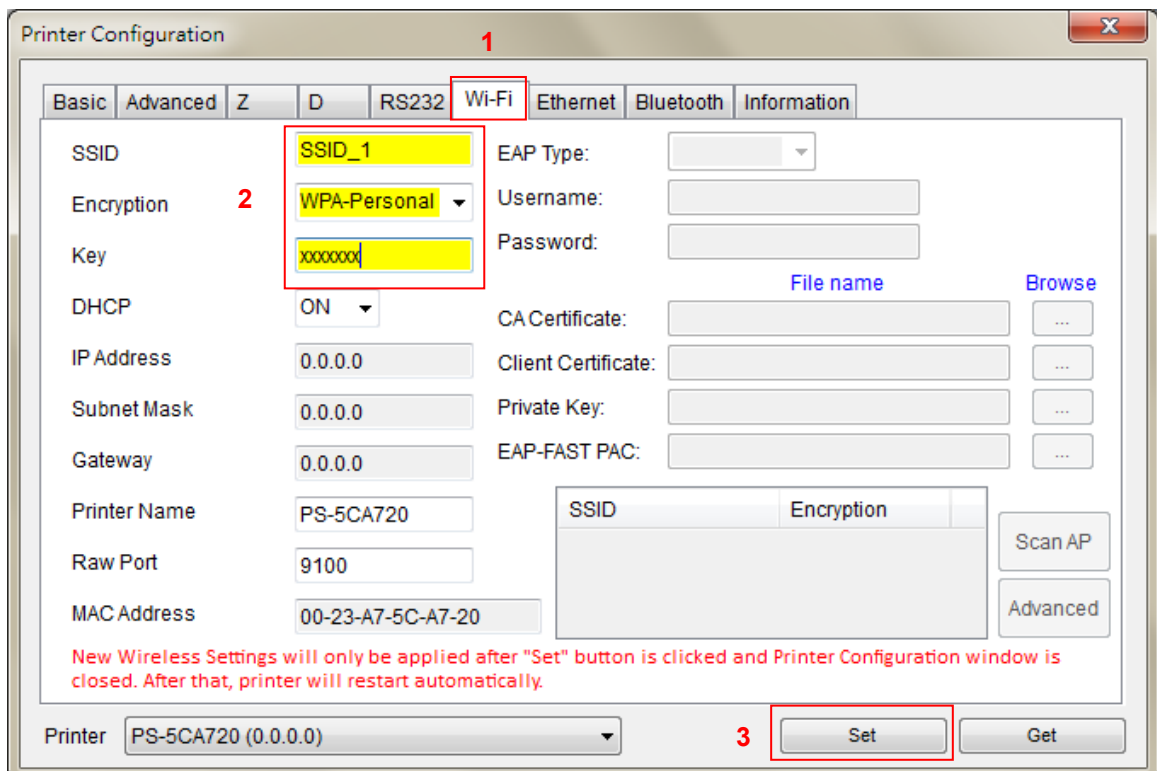 Printer Configuration
X
1
Basic Advanced Z D RS232 Wi-Fi Ethernet Bluetooth Information
SSID SSID_1 EAP Type:
2
Encryption WPA-Personal Username:
Key xxxxxxx Password:
File name Browse
DHCP ON CA Certificate: ...
IP Address 0.0.0.0 Client Certificate: ...
Subnet Mask 0.0.0.0 Private Key: ...
Gateway 0.0.0.0 EAP-FAST PAC: ...
Printer Name PS-5CA720 SSID Encryption
Scan AP
Raw Port 9100
MAC Address 00-23-A7-5C-A7-20 Advanced
New Wireless Settings will only be applied after "Set" button is clicked and Printer Configuration window is
closed. After that, printer will restart automatically.
Printer PS-5CA720 (0.0.0.0) 3 Set Get